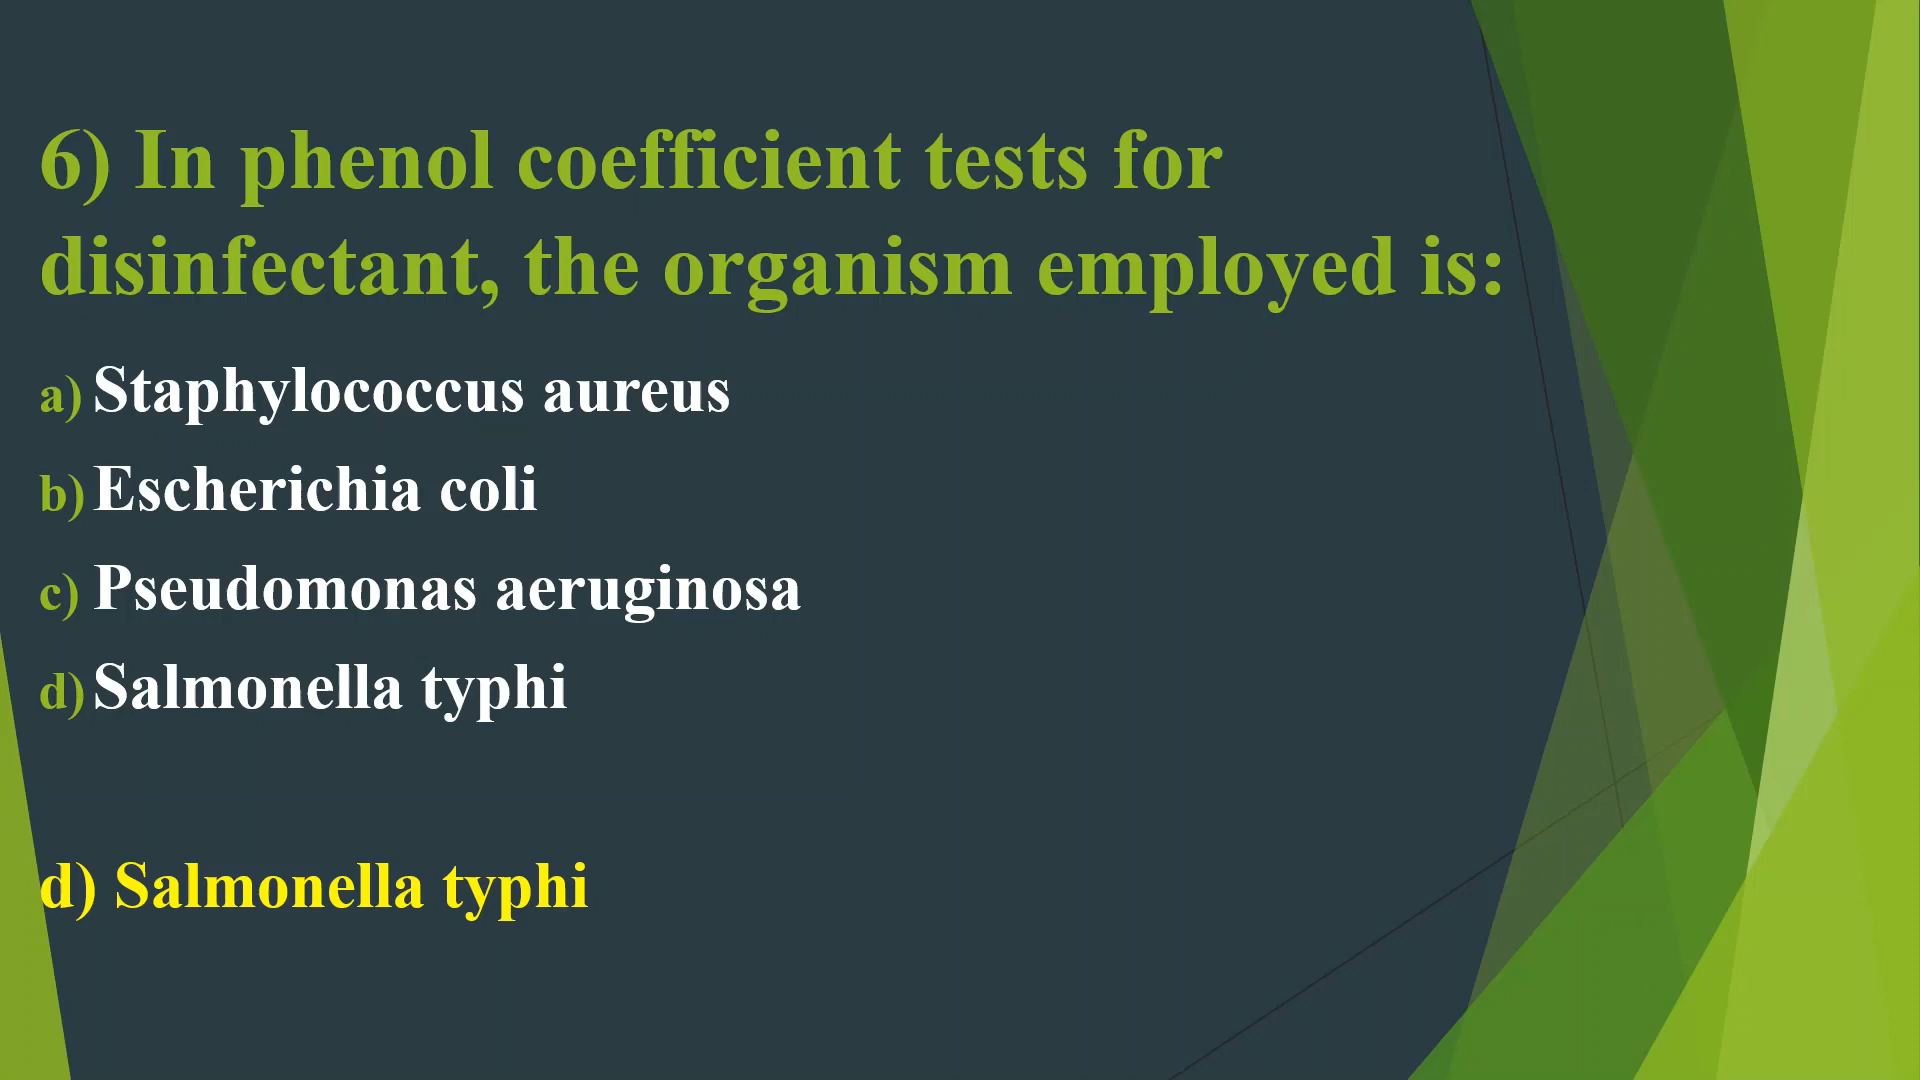 6) In phenol coefficient tests for
disinfectant, the organism employed is:
a) Staphylococcus aureus
b) Escherichia coli
c) Pseudomonas aeruginosa
d) Salmonella typhi
d) Salmonella typhi